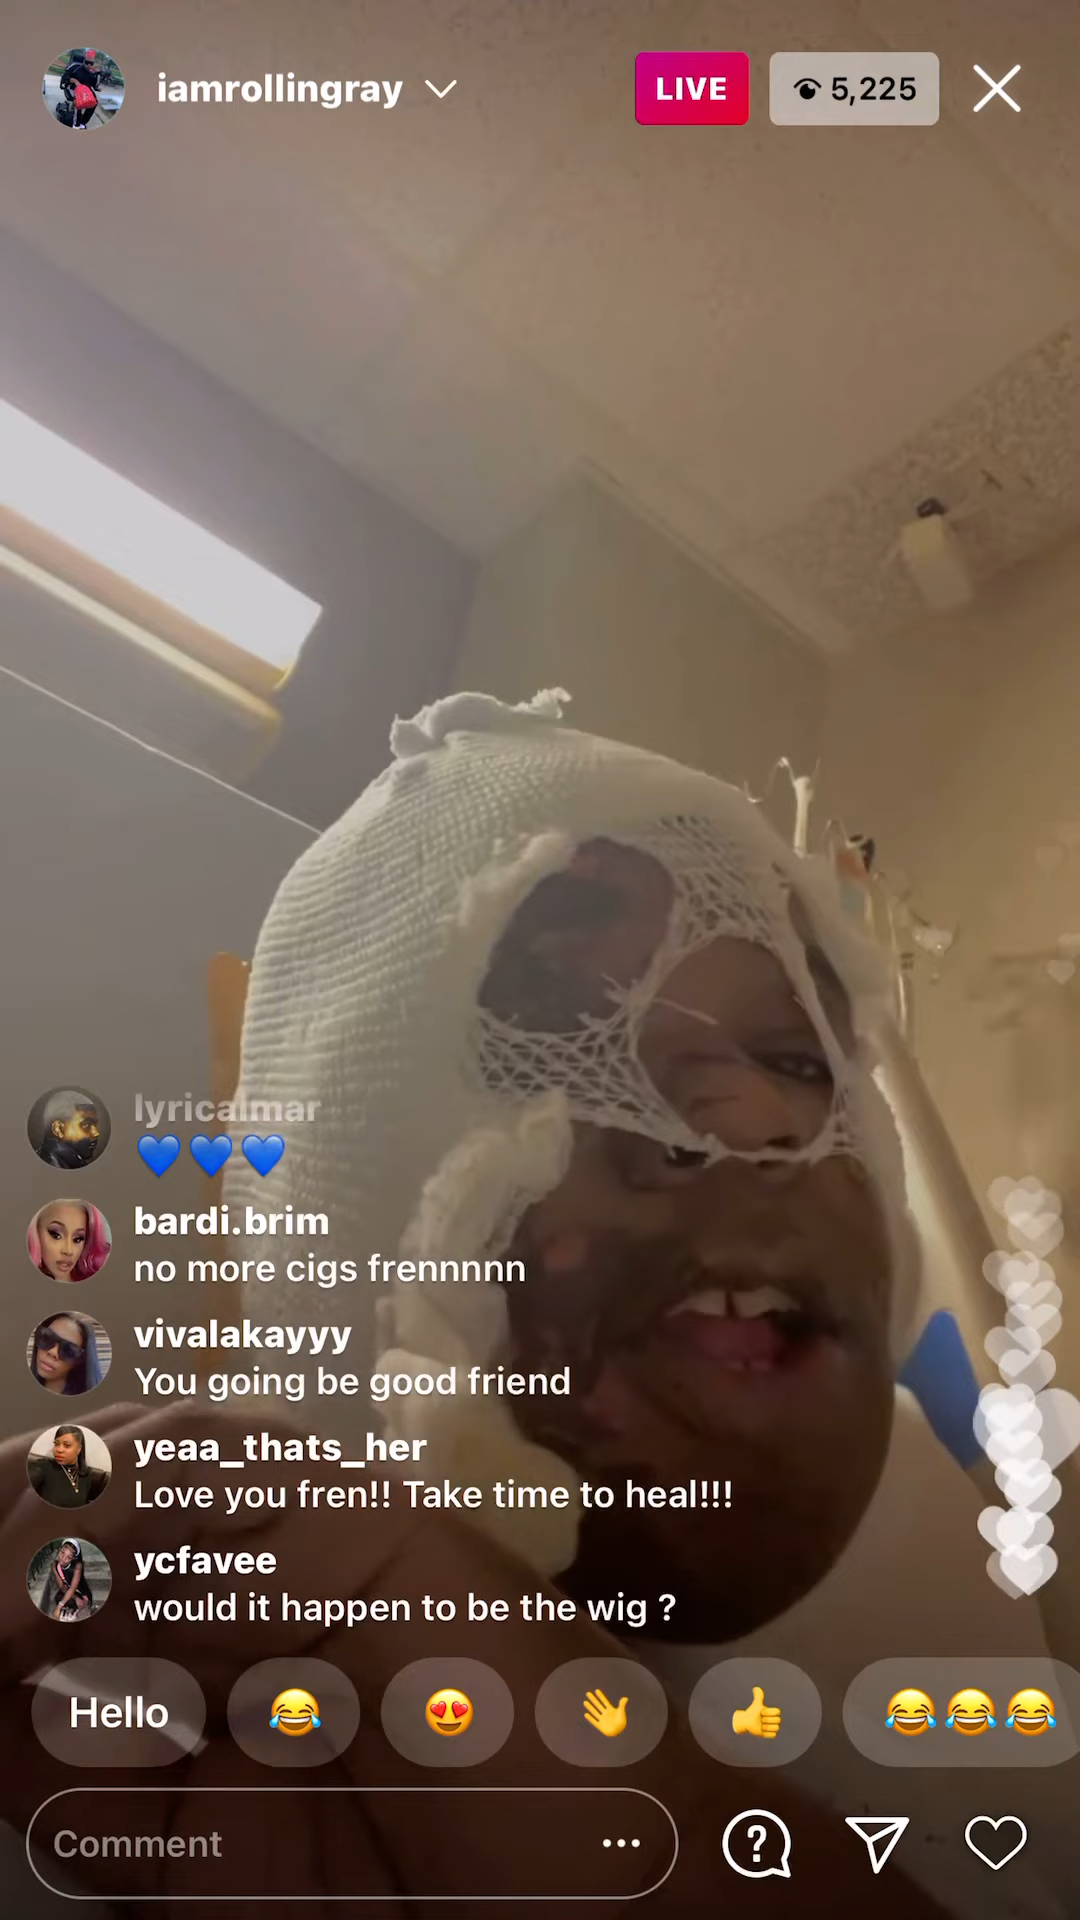 iamrollingray
LIVE
5,225
lyricalmar
💙💙💙
bardi.brim
no more cigs frennnnn
vivalakayyy
You going be good friend
yeaa_thats_her
Love you fren!! Take time to heal!!!
ycfavee
would it happen to be the wig ?
Hello
😂
😍
👋
👍
😂😂😂
Comment